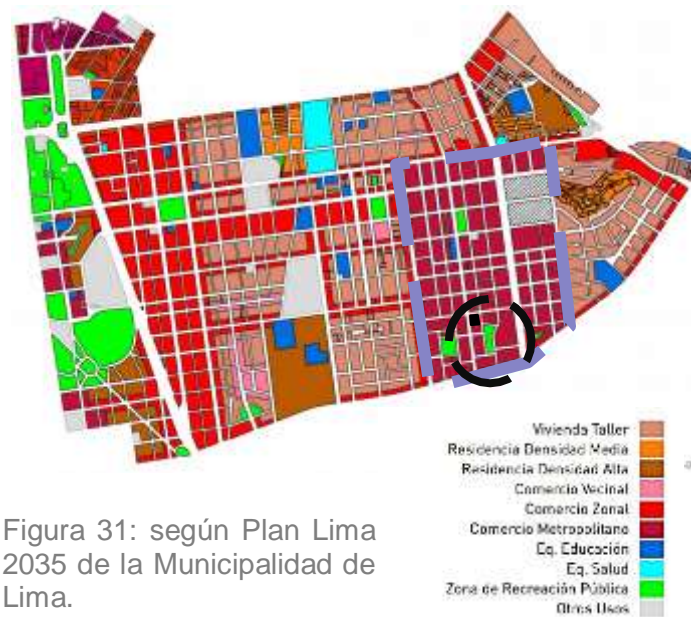 Vivienda Taller
Residencia Densidad Media
Residencia Densidad Alta
Comercio Vecinal
Comercio Zonal
Comercio Metropolitano
Eq. Educación
Eq. Salud
Zona de Recreación Pública
Otros Usos
Figura 31: según Plan Lima
2035 de la Municipalidad de
Lima.